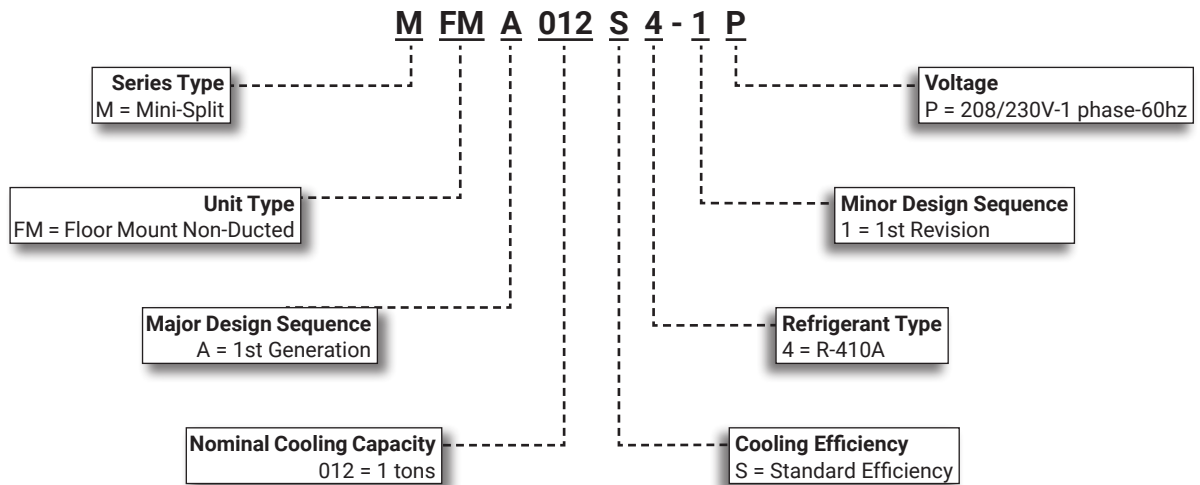 M FM A 012 S 4 - 1 P
Series Type
M = Mini-Split
Voltage
P = 208/230V-1 phase-60hz
Unit Type
FM = Floor Mount Non-Ducted
Minor Design Sequence
1 = 1st Revision
Major Design Sequence
A = 1st Generation
Refrigerant Type
4 = R-410A
Nominal Cooling Capacity
012 = 1 tons
Cooling Efficiency
S = Standard Efficiency